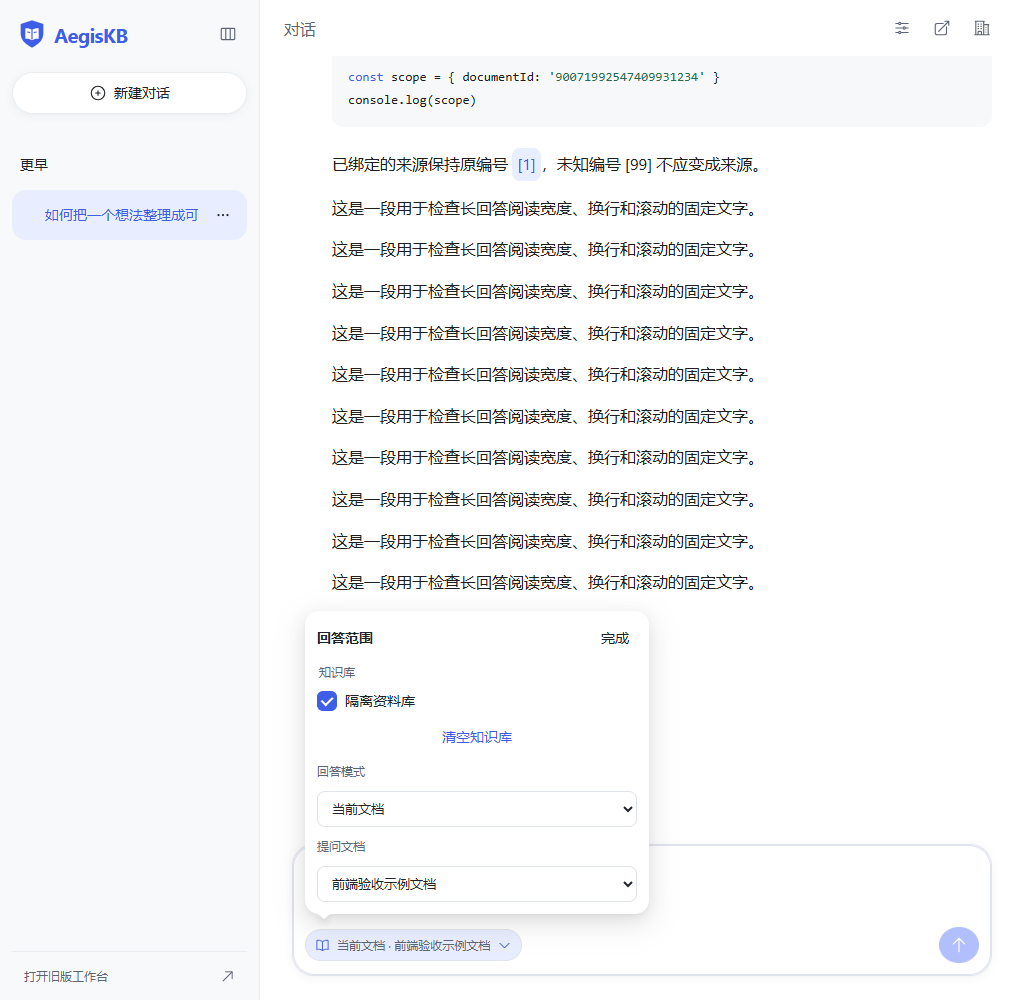 AegisKB
新建对话
更早
如何把一个想法整理成可
打开旧版工作台
对话
const scope = { documentId: '90071992547409931234' }
console.log(scope)
已绑定的来源保持原编号 [1]，未知编号 [99] 不应变成来源。
这是一段用于检查长回答阅读宽度、换行和滚动的固定文字。
这是一段用于检查长回答阅读宽度、换行和滚动的固定文字。
这是一段用于检查长回答阅读宽度、换行和滚动的固定文字。
这是一段用于检查长回答阅读宽度、换行和滚动的固定文字。
这是一段用于检查长回答阅读宽度、换行和滚动的固定文字。
这是一段用于检查长回答阅读宽度、换行和滚动的固定文字。
这是一段用于检查长回答阅读宽度、换行和滚动的固定文字。
这是一段用于检查长回答阅读宽度、换行和滚动的固定文字。
这是一段用于检查长回答阅读宽度、换行和滚动的固定文字。
这是一段用于检查长回答阅读宽度、换行和滚动的固定文字。
回答范围 完成
知识库
隔离资料库
清空知识库
回答模式
当前文档
提问文档
前端验收示例文档
当前文档 · 前端验收示例文档